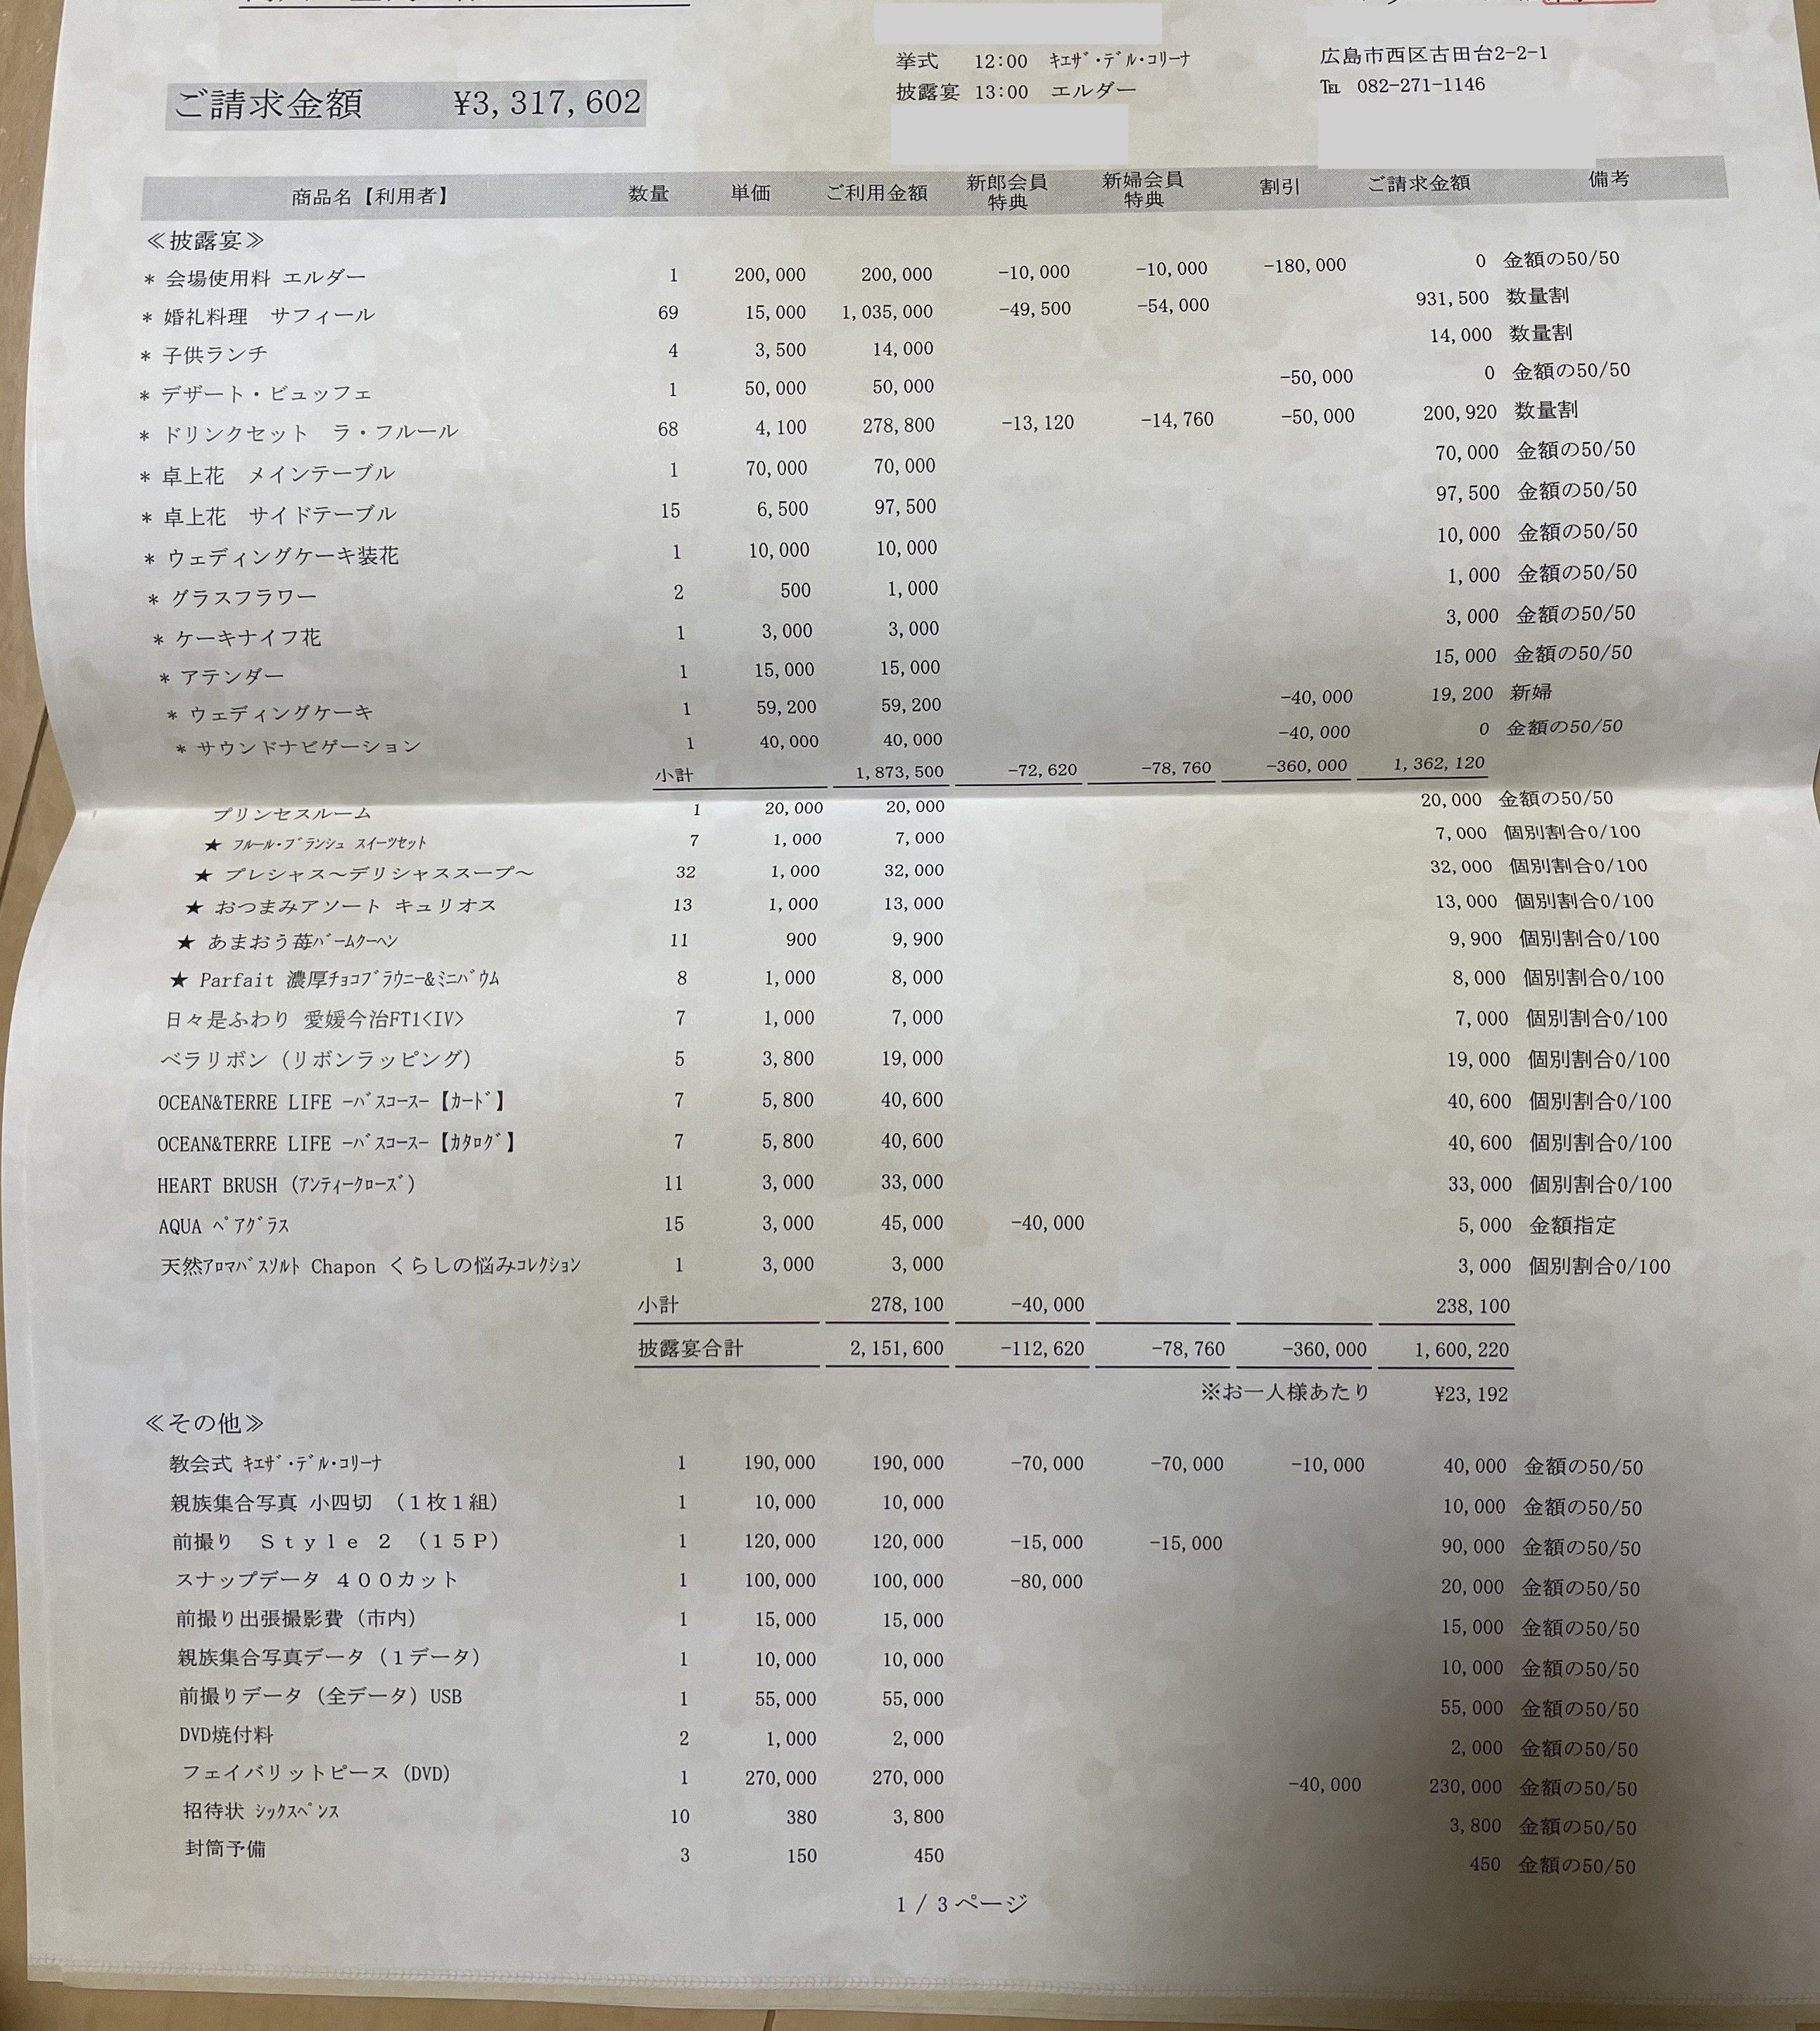 挙式 12:00 ｷｴｻﾞ･ﾃﾞﾙ･ｺﾘｰﾅ
披露宴 13:00 エルダー
広島市西区古田台2-2-1
℡ 082-271-1146
ご請求金額 ¥3,317,602
商品名【利用者】 数量 単価 ご利用金額 新郎会員特典 新婦会員特典 割引 ご請求金額 備考
≪披露宴≫
* 会場使用料 エルダー 1 200,000 200,000 -10,000 -10,000 -180,000 0 金額の50/50
* 婚礼料理 サフィール 69 15,000 1,035,000 -49,500 -54,000 931,500 数量割
* 子供ランチ 4 3,500 14,000 14,000 数量割
* デザート・ビュッフェ 1 50,000 50,000 -50,000 0 金額の50/50
* ドリンクセット ラ・フルール 68 4,100 278,800 -13,120 -14,760 -50,000 200,920 数量割
* 卓上花 メインテーブル 1 70,000 70,000 70,000 金額の50/50
* 卓上花 サイドテーブル 15 6,500 97,500 97,500 金額の50/50
* ウェディングケーキ装花 1 10,000 10,000 10,000 金額の50/50
* グラスフラワー 2 500 1,000 1,000 金額の50/50
* ケーキナイフ花 1 3,000 3,000 3,000 金額の50/50
* アテンダー 1 15,000 15,000 15,000 金額の50/50
* ウェディングケーキ 1 59,200 59,200 -40,000 19,200 新婦
* サウンドナビゲーション 1 40,000 40,000 -40,000 0 金額の50/50
小計 1,873,500 -72,620 -78,760 -360,000 1,362,120
プリンセスルーム 1 20,000 20,000 20,000 金額の50/50
★ ﾌﾙｰﾙ･ﾌﾞﾗﾝｼｭ ｽｲｰﾂｾｯﾄ 7 1,000 7,000 7,000 個別割合0/100
★ プレシャス～デリシャススープ～ 32 1,000 32,000 32,000 個別割合0/100
★ おつまみアソート キュリオス 13 1,000 13,000 13,000 個別割合0/100
★ あまおう苺ﾊﾞｰﾑｸｰﾍﾝ 11 900 9,900 9,900 個別割合0/100
★ Parfait 濃厚ﾁｮｺﾌﾞﾗｳﾆｰ&ﾐﾆﾊﾞｳﾑ 8 1,000 8,000 8,000 個別割合0/100
日々是ふわり 愛媛今治FT1<IV> 7 1,000 7,000 7,000 個別割合0/100
ベラリボン (リボンラッピング) 5 3,800 19,000 19,000 個別割合0/100
OCEAN&TERRE LIFE -ﾊﾞｽｺｰｽ-【ｶｰﾄﾞ】 7 5,800 40,600 40,600 個別割合0/100
OCEAN&TERRE LIFE -ﾊﾞｽｺｰｽ-【ｶﾀﾛｸﾞ】 7 5,800 40,600 40,600 個別割合0/100
HEART BRUSH (ｱﾝﾃｨｰｸﾛｰｽﾞ) 11 3,000 33,000 33,000 個別割合0/100
AQUA ﾍﾟｱｸﾞﾗｽ 15 3,000 45,000 -40,000 5,000 金額指定
天然ｱﾛﾏﾊﾞｽｿﾙﾄ Chapon くらしの悩みｺﾚｸｼｮﾝ 1 3,000 3,000 3,000 個別割合0/100
小計 278,100 -40,000 238,100
披露宴合計 2,151,600 -112,620 -78,760 -360,000 1,600,220
※お一人様あたり ¥23,192
≪その他≫
教会式 ｷｴｻﾞ･ﾃﾞﾙ･ｺﾘｰﾅ 1 190,000 190,000 -70,000 -70,000 -10,000 40,000 金額の50/50
親族集合写真 小四切 （１枚１組） 1 10,000 10,000 10,000 金額の50/50
前撮り Ｓｔｙｌｅ ２ （１５Ｐ） 1 120,000 120,000 -15,000 -15,000 90,000 金額の50/50
スナップデータ ４００カット 1 100,000 100,000 -80,000 20,000 金額の50/50
前撮り出張撮影費 (市内) 1 15,000 15,000 15,000 金額の50/50
親族集合写真データ (１データ) 1 10,000 10,000 10,000 金額の50/50
前撮りデータ (全データ) USB 1 55,000 55,000 55,000 金額の50/50
DVD焼付料 2 1,000 2,000 2,000 金額の50/50
フェイバリットピース (DVD) 1 270,000 270,000 -40,000 230,000 金額の50/50
招待状 ｼｯｸｽﾍﾟﾝｽ 10 380 3,800 3,800 金額の50/50
封筒予備 3 150 450 450 金額の50/50
1 / 3 ページ